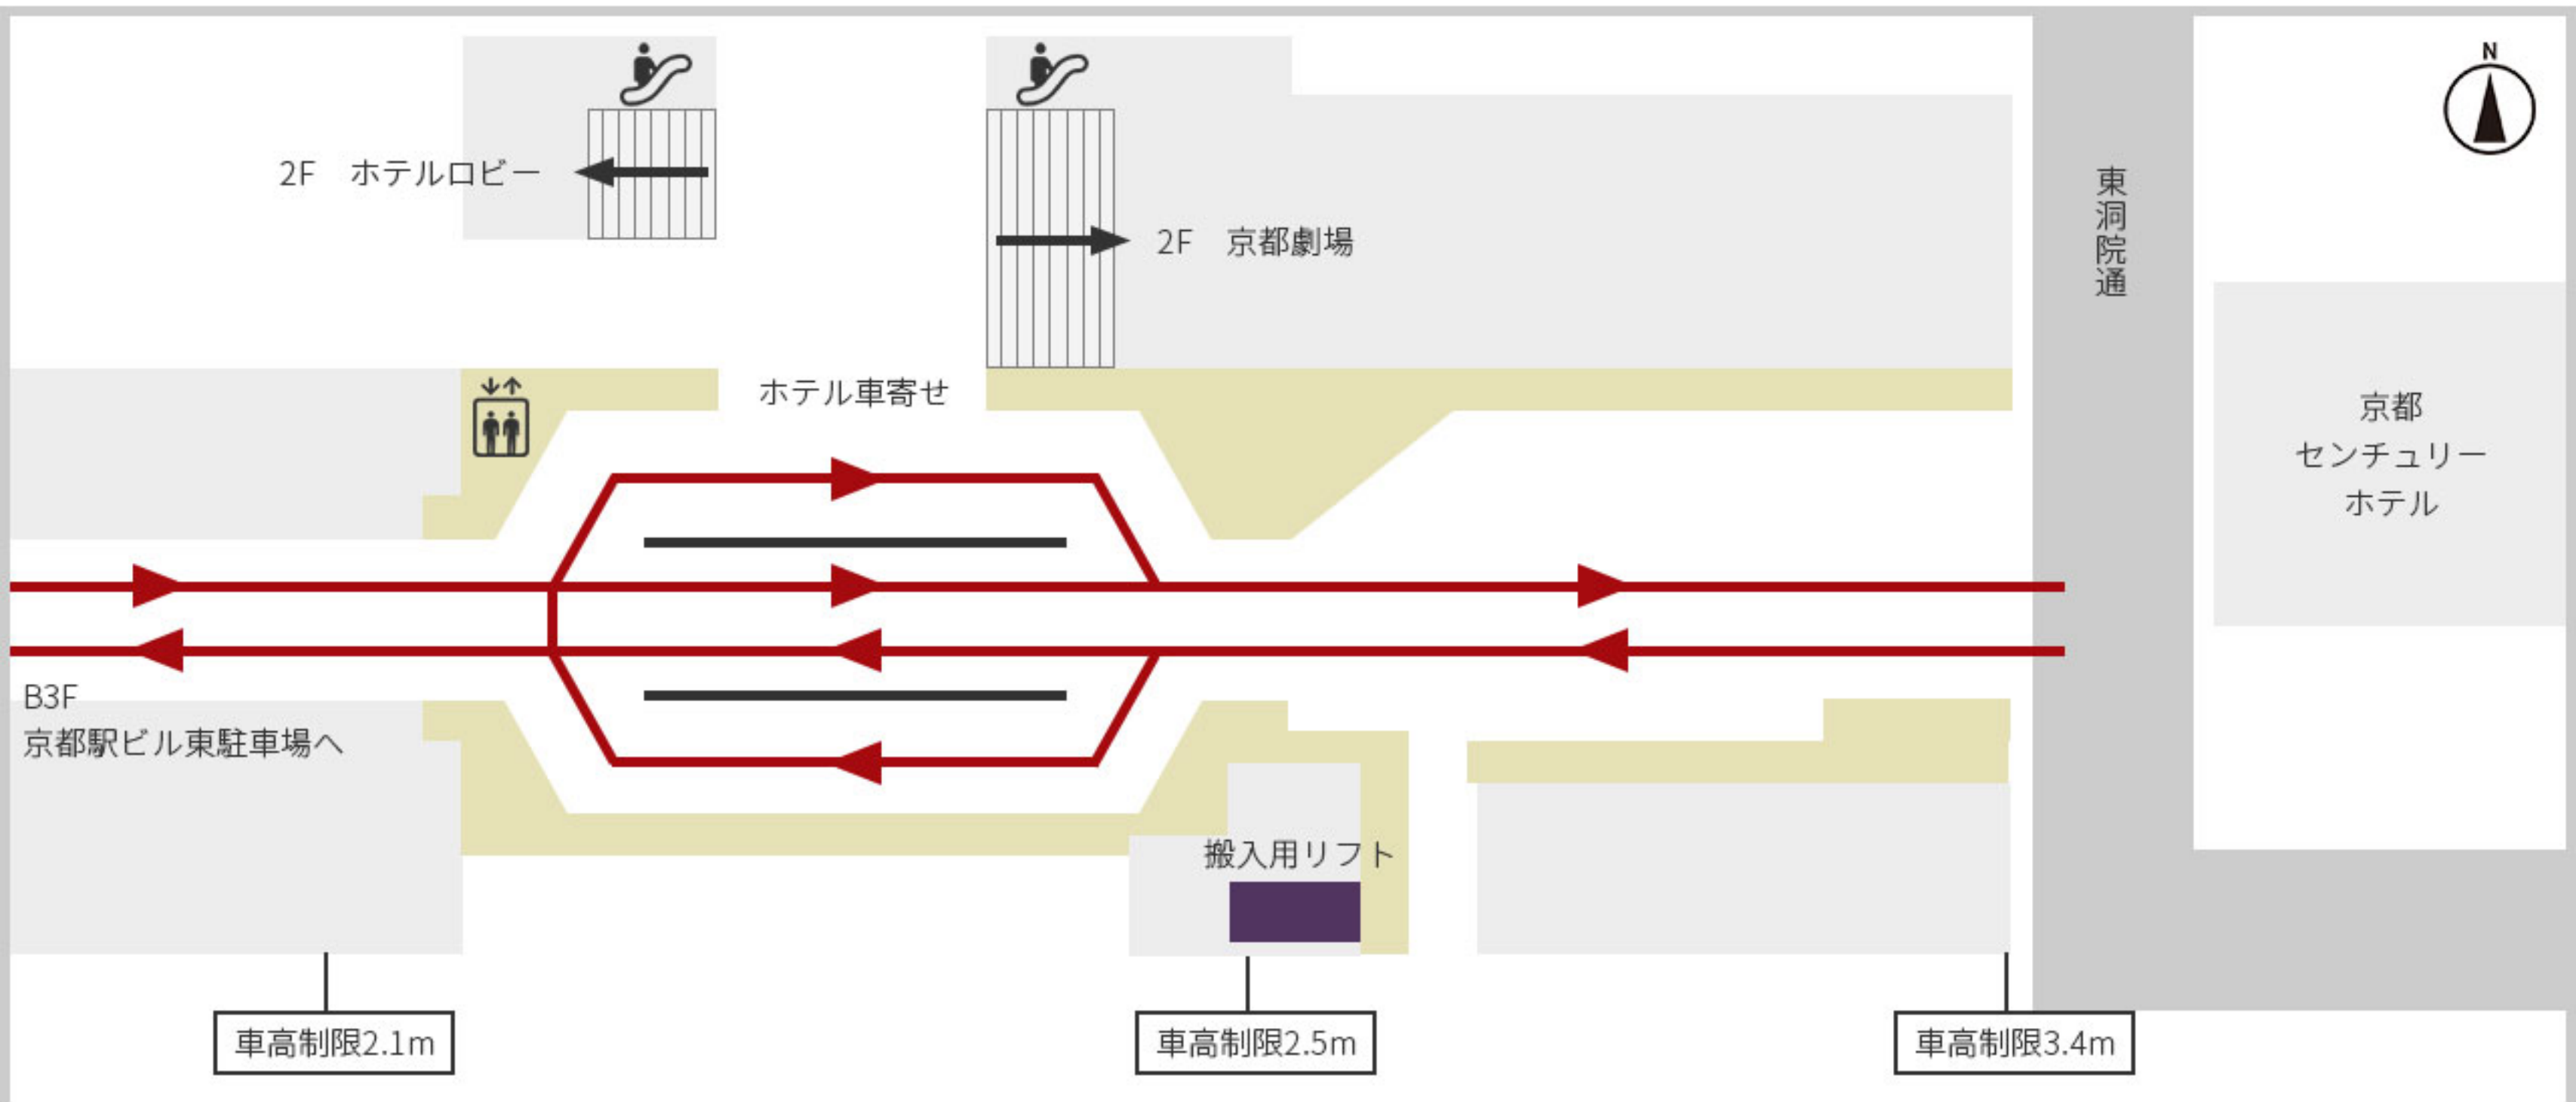 N
2F　ホテルロビー
2F　京都劇場
東洞院通
ホテル車寄せ
京都
センチュリー
ホテル
B3F
京都駅ビル東駐車場へ
搬入用リフト
車高制限2.1m
車高制限2.5m
車高制限3.4m